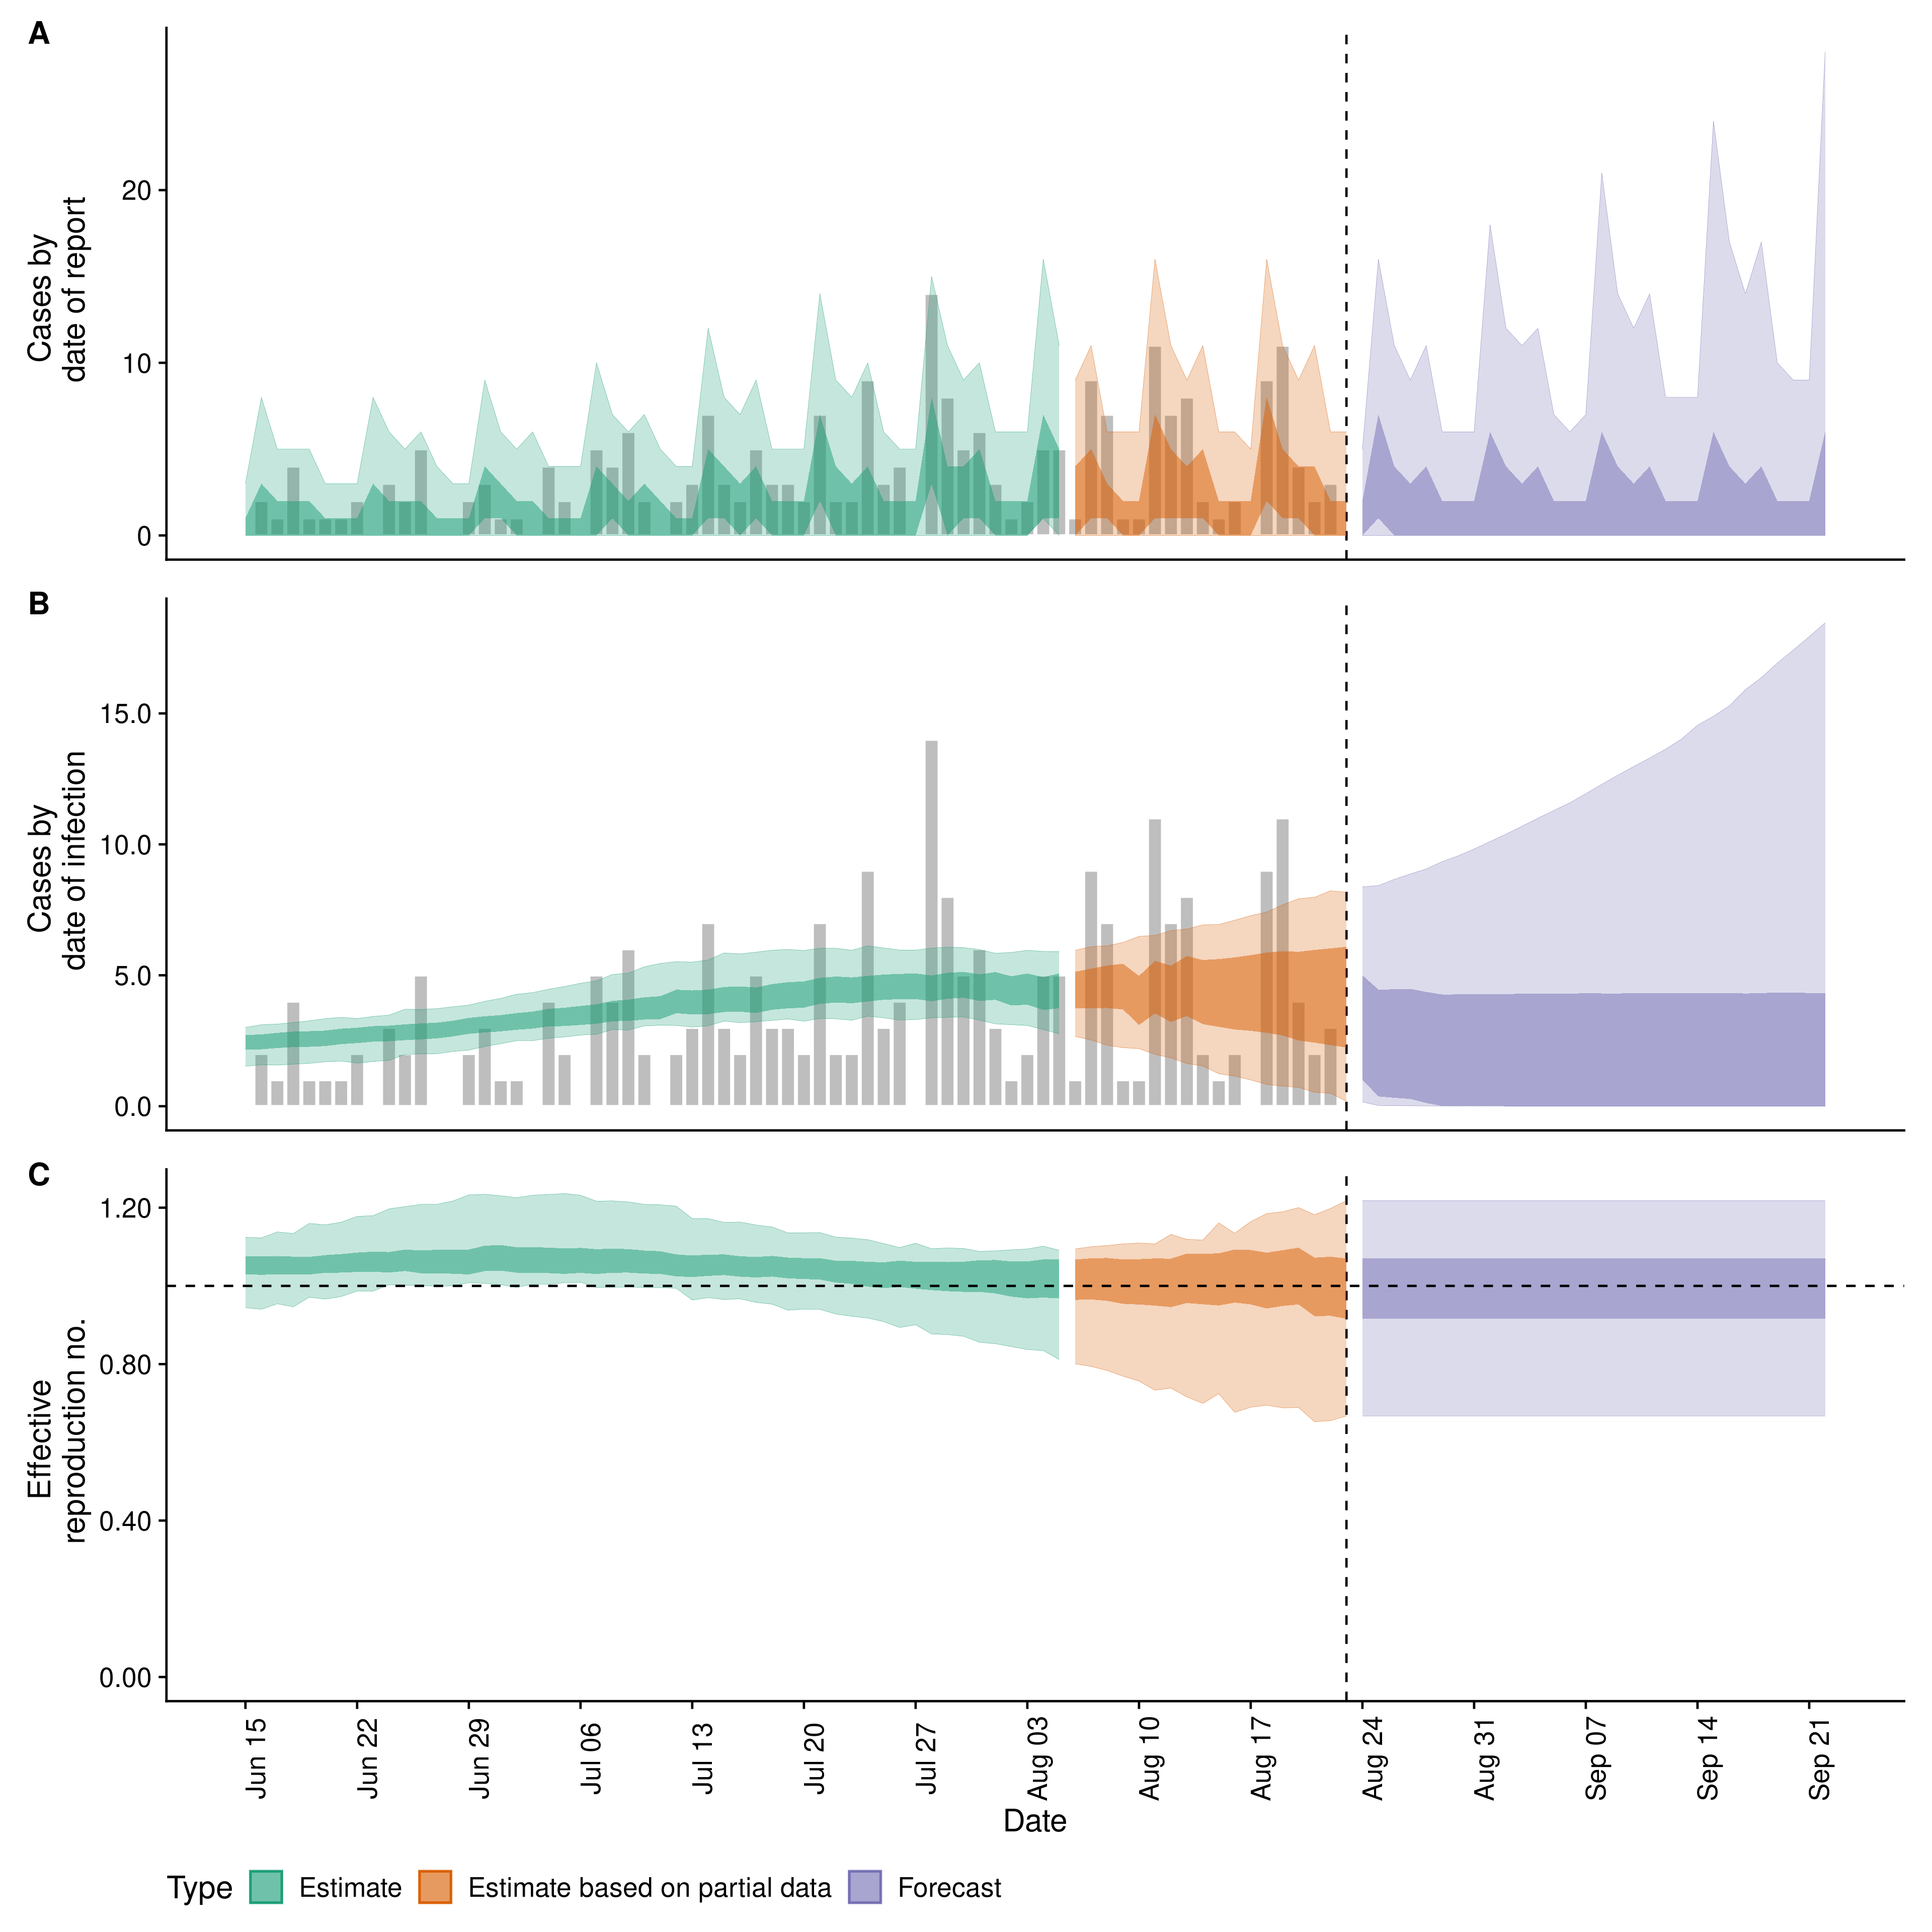 A
Cases by
date of report
20
10
0
B
Cases by
date of infection
15.0
10.0
5.0
0.0
C
Effective
reproduction no.
1.20
0.80
0.40
0.00
Jun 15
Jun 22
Jun 29
Jul 06
Jul 13
Jul 20
Jul 27
Aug 03
Aug 10
Aug 17
Aug 24
Aug 31
Sep 07
Sep 14
Sep 21
Date
Type Estimate Estimate based on partial data Forecast